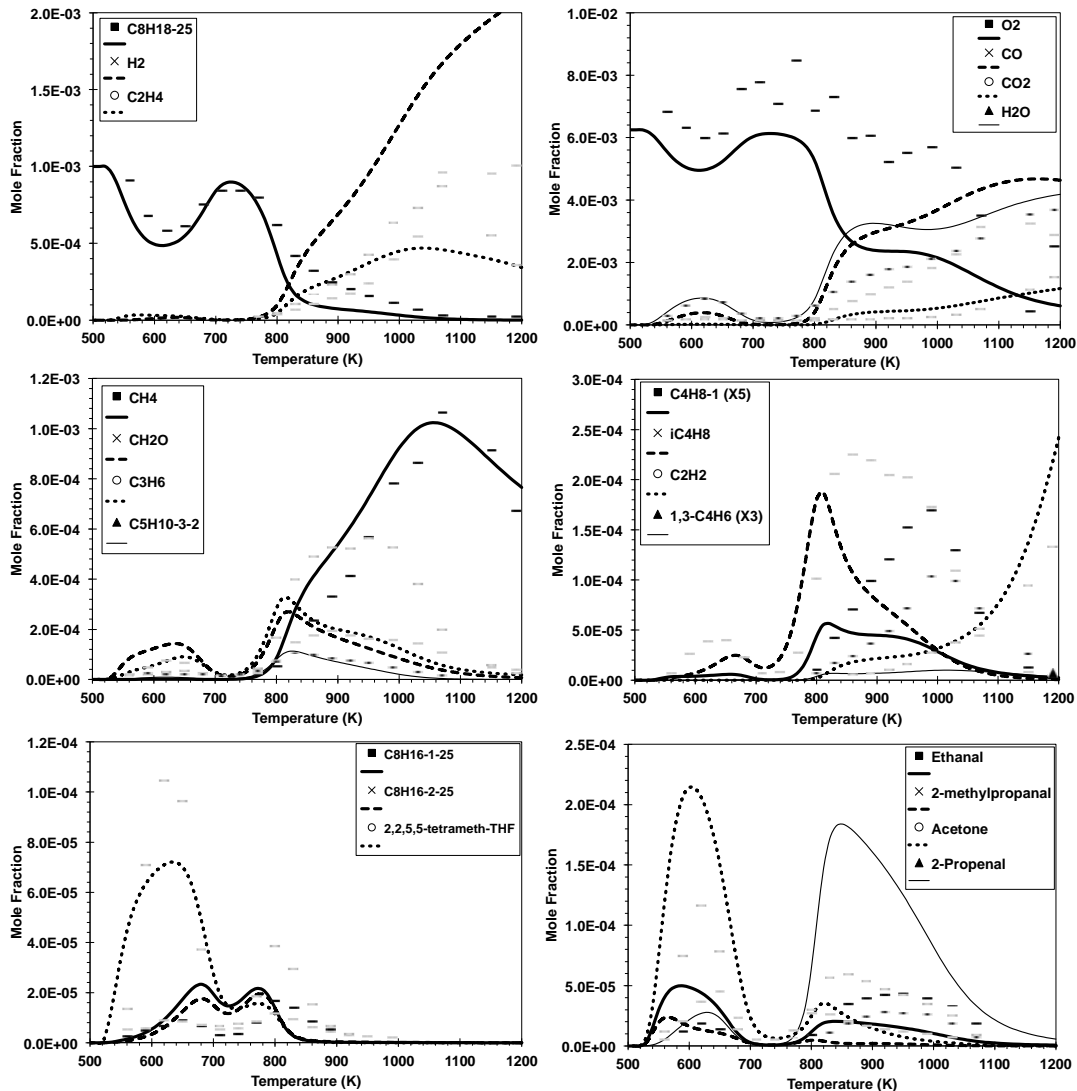 2.0E-03
1.5E-03
1.0E-03
5.0E-04
0.0E+00
Mole Fraction
C8H18-25
H2
C2H4
500 600 700 800 900 1000 1100 1200
Temperature (K)
1.0E-02
8.0E-03
6.0E-03
4.0E-03
2.0E-03
0.0E+00
Mole Fraction
O2
CO
CO2
H2O
500 600 700 800 900 1000 1100 1200
Temperature (K)
1.2E-03
1.0E-03
8.0E-04
6.0E-04
4.0E-04
2.0E-04
0.0E+00
Mole Fraction
CH4
CH2O
C3H6
C5H10-3-2
500 600 700 800 900 1000 1100 1200
Temperature (K)
3.0E-04
2.5E-04
2.0E-04
1.5E-04
1.0E-04
5.0E-05
0.0E+00
Mole Fraction
C4H8-1 (X5)
iC4H8
C2H2
1,3-C4H6 (X3)
500 600 700 800 900 1000 1100 1200
Temperature (K)
1.2E-04
1.0E-04
8.0E-05
6.0E-05
4.0E-05
2.0E-05
0.0E+00
Mole Fraction
C8H16-1-25
C8H16-2-25
2,2,5,5-tetrameth-THF
500 600 700 800 900 1000 1100 1200
Temperature (K)
2.5E-04
2.0E-04
1.5E-04
1.0E-04
5.0E-05
0.0E+00
Mole Fraction
Ethanal
2-methylpropanal
Acetone
2-Propenal
500 600 700 800 900 1000 1100 1200
Temperature (K)